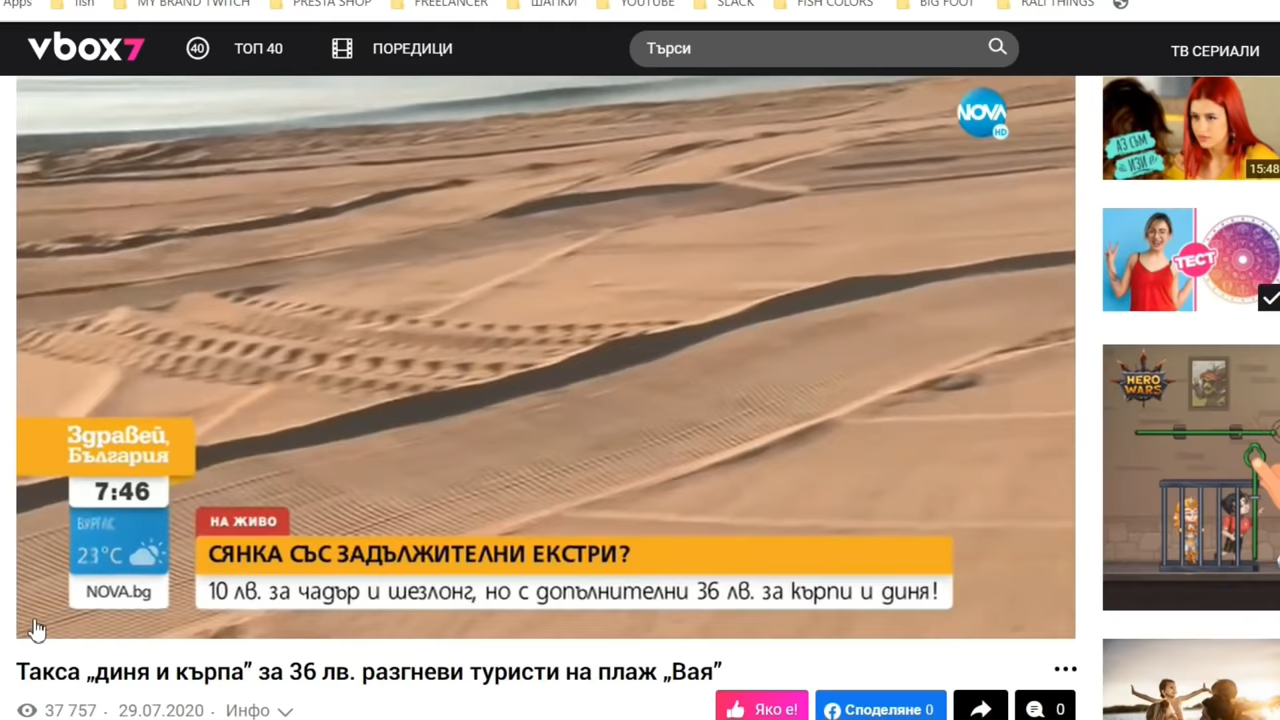 Apps fish MY BRAND TWITCH PRESTA SHOP FREELANCER ШАПКИ YOUTUBE SLACK FISH COLORS BIG FOOT RALI THINGS
vbox7 40 ТОП 40 ПОРЕДИЦИ Търси ТВ СЕРИАЛИ
NOVA
HD
АЗ СЪМ
ИЗИ
15:48
ТЕСТ
HERO
WARS
Здравей,
България
7:46
БУРГАС
23°C
NOVA.bg
НА ЖИВО
СЯНКА СЪС ЗАДЪЛЖИТЕЛНИ ЕКСТРИ?
10 лв. за чадър и шезлонг, но с допълнителни 36 лв. за кърпи и диня!
Такса „диня и кърпа” за 36 лв. разгневи туристи на плаж „Вая”
37 757 · 29.07.2020 · Инфо
Яко е! Споделяне 0 0